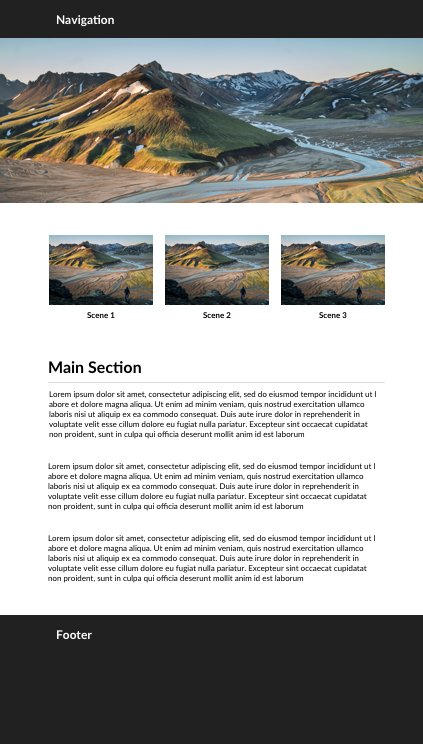 Navigation
Scene 1
Scene 2
Scene 3
Main Section
Lorem ipsum dolor sit amet, consectetur adipiscing elit, sed do eiusmod tempor incididunt ut l
abore et dolore magna aliqua. Ut enim ad minim veniam, quis nostrud exercitation ullamco
laboris nisi ut aliquip ex ea commodo consequat. Duis aute irure dolor in reprehenderit in
voluptate velit esse cillum dolore eu fugiat nulla pariatur. Excepteur sint occaecat cupidatat
non proident, sunt in culpa qui officia deserunt mollit anim id est laborum
Lorem ipsum dolor sit amet, consectetur adipiscing elit, sed do eiusmod tempor incididunt ut l
abore et dolore magna aliqua. Ut enim ad minim veniam, quis nostrud exercitation ullamco
laboris nisi ut aliquip ex ea commodo consequat. Duis aute irure dolor in reprehenderit in
voluptate velit esse cillum dolore eu fugiat nulla pariatur. Excepteur sint occaecat cupidatat
non proident, sunt in culpa qui officia deserunt mollit anim id est laborum
Lorem ipsum dolor sit amet, consectetur adipiscing elit, sed do eiusmod tempor incididunt ut l
abore et dolore magna aliqua. Ut enim ad minim veniam, quis nostrud exercitation ullamco
laboris nisi ut aliquip ex ea commodo consequat. Duis aute irure dolor in reprehenderit in
voluptate velit esse cillum dolore eu fugiat nulla pariatur. Excepteur sint occaecat cupidatat
non proident, sunt in culpa qui officia deserunt mollit anim id est laborum
Footer